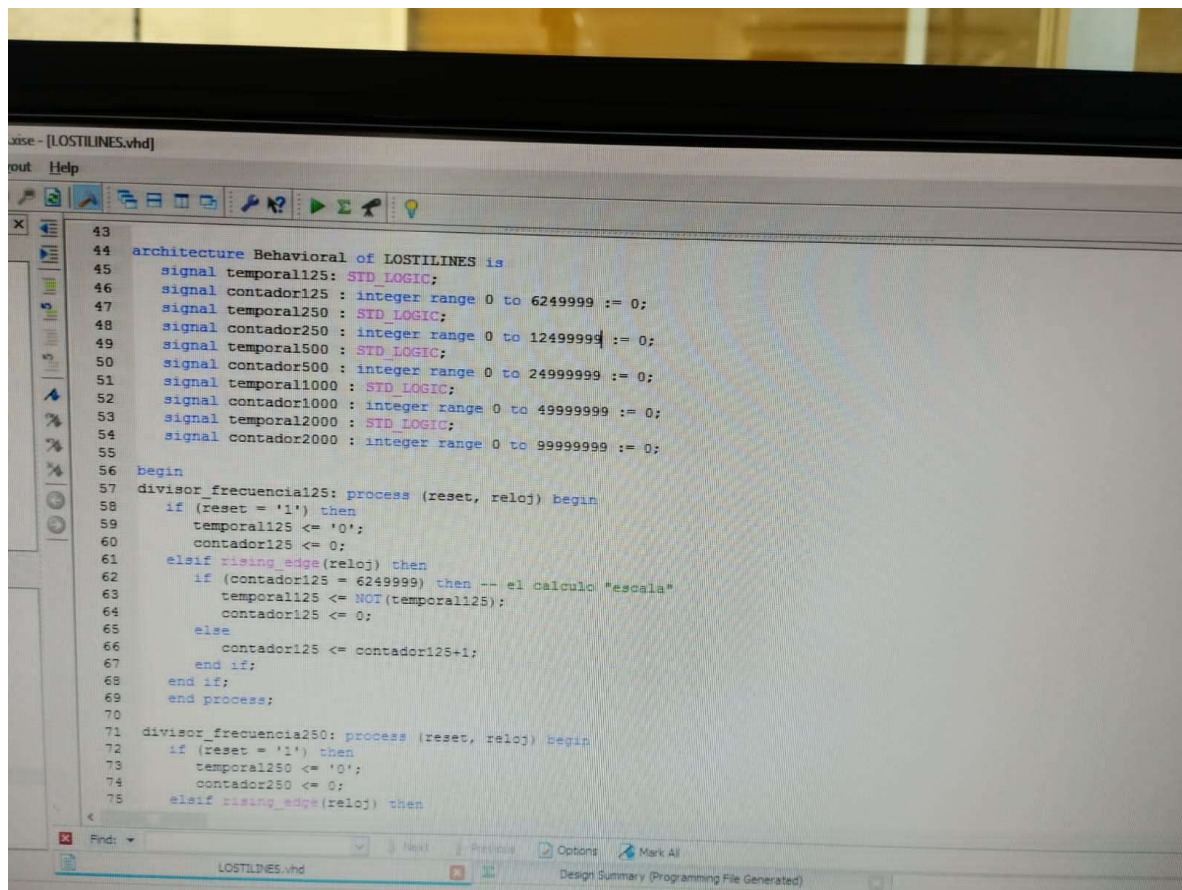 .xise - [LOSTILINES.vhd]
out Help
43
44 architecture Behavioral of LOSTILINES is
45 signal temporal125: STD_LOGIC;
46 signal contador125 : integer range 0 to 6249999 := 0;
47 signal temporal250 : STD_LOGIC;
48 signal contador250 : integer range 0 to 12499999 := 0;
49 signal temporal500 : STD_LOGIC;
50 signal contador500 : integer range 0 to 24999999 := 0;
51 signal temporal1000 : STD_LOGIC;
52 signal contador1000 : integer range 0 to 49999999 := 0;
53 signal temporal2000 : STD_LOGIC;
54 signal contador2000 : integer range 0 to 99999999 := 0;
55
56 begin
57 divisor_frecuencia125: process (reset, reloj) begin
58 if (reset = '1') then
59 temporal125 <= '0';
60 contador125 <= 0;
61 elsif rising_edge(reloj) then
62 if (contador125 = 6249999) then -- el calculo "escala"
63 temporal125 <= NOT(temporal125);
64 contador125 <= 0;
65 else
66 contador125 <= contador125+1;
67 end if;
68 end if;
69 end process;
70
71 divisor_frecuencia250: process (reset, reloj) begin
72 if (reset = '1') then
73 temporal250 <= '0';
74 contador250 <= 0;
75 elsif rising_edge(reloj) then
Find: Next Previous Options Mark All
LOSTILINES.vhd Design Summary (Programming File Generated)